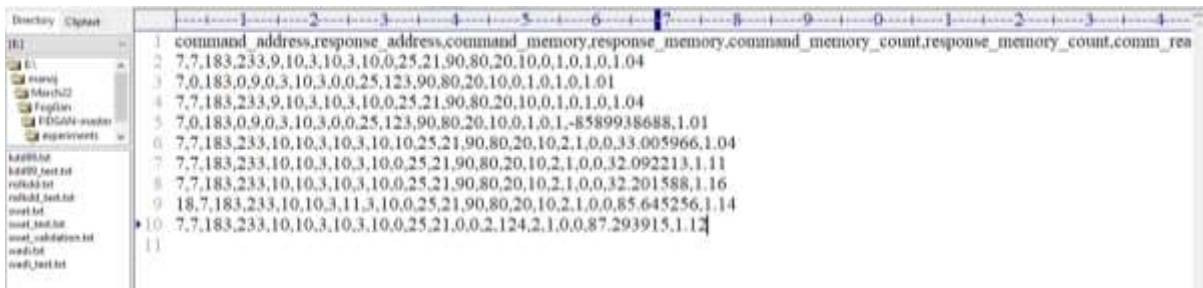 Directory Cliptext
[E:]
E:\
manoj
March22
FogGan
FIDGAN-master
experiments
kdd99.txt
kdd99_test.txt
nslkdd.txt
nslkdd_test.txt
swat.txt
swat_test.txt
swat_validation.txt
wadi.txt
wadi_test.txt
1 command_address,response_address,command_memory,response_memory,command_memory_count,response_memory_count,comm_rea
2 7,7,183,233,9,10,3,10,3,10,0,25,21,90,80,20,10,0,1,0,1,0,1.04
3 7,0,183,0,9,0,3,10,3,0,0,25,123,90,80,20,10,0,1,0,1,0,1.01
4 7,7,183,233,9,10,3,10,3,10,0,25,21,90,80,20,10,0,1,0,1,0,1.04
5 7,0,183,0,9,0,3,10,3,0,0,25,123,90,80,20,10,0,1,0,1,-8589938688,1.01
6 7,7,183,233,10,10,3,10,3,10,10,25,21,90,80,20,10,2,1,0,0,33.005966,1.04
7 7,7,183,233,10,10,3,10,3,10,0,25,21,90,80,20,10,2,1,0,0,32.092213,1.11
8 7,7,183,233,10,10,3,10,3,10,0,25,21,90,80,20,10,2,1,0,0,32.201588,1.16
9 18,7,183,233,10,10,3,11,3,10,0,25,21,90,80,20,10,2,1,0,0,85.645256,1.14
10 7,7,183,233,10,10,3,10,3,10,0,25,21,0,0,2,124,2,1,0,0,87.293915,1.12
11